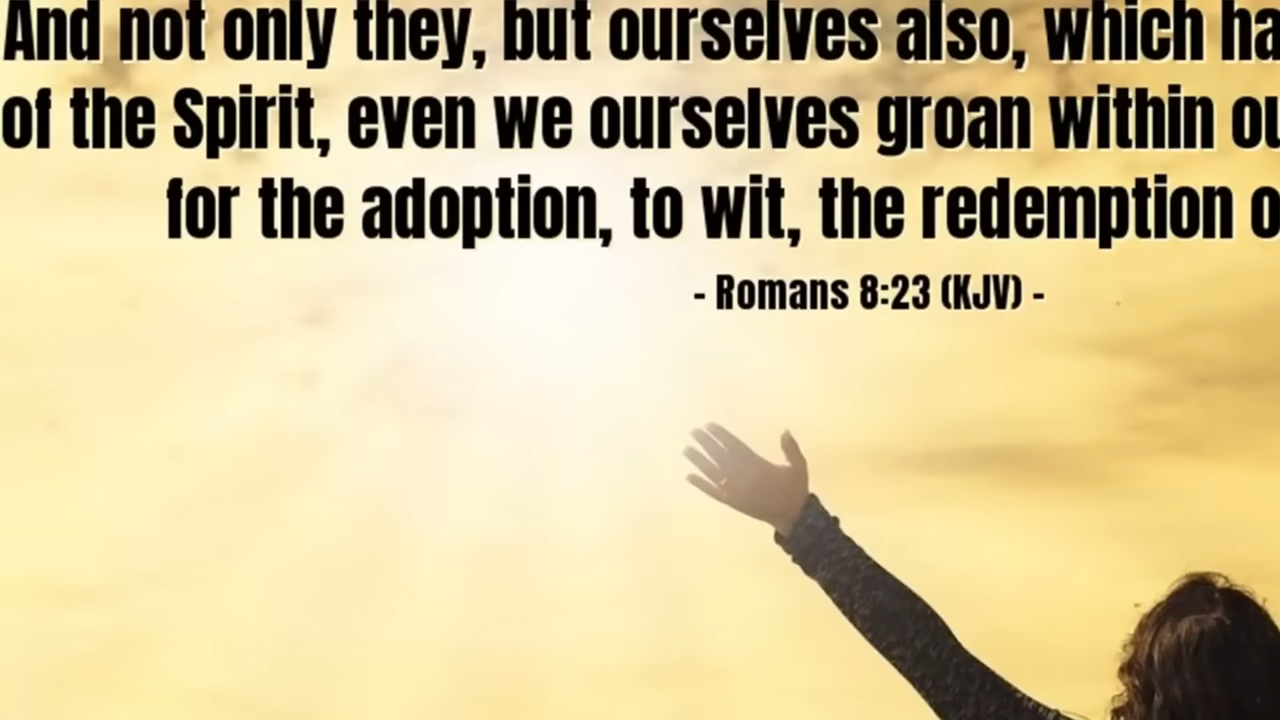 And not only they, but ourselves also, which ha
of the Spirit, even we ourselves groan within ou
for the adoption, to wit, the redemption o
- Romans 8:23 (KJV) -